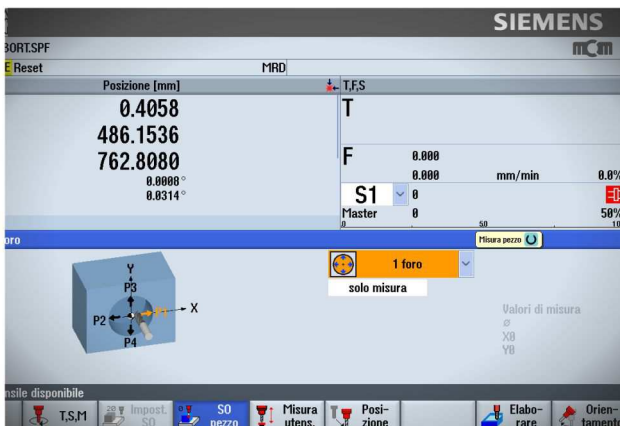 SIEMENS
BORT.SPF
mcm
E Reset MRD
Posizione [mm] T,F,S
0.4058 T
486.1536
762.8080 F 0.000
0.0008° 0.000 mm/min 0.0%
0.0314° S1 0
Master 0 50%
0 50 10
oro Misura pezzo
1 foro
solo misura
Y
P3
P1 X
P2
P4
Valori di misura
ø
X0
Y0
nsile disponibile
T,S,M Impost. SO Misura Posi- Elabo- Orien-
SO pezzo utens. zione rare tamento